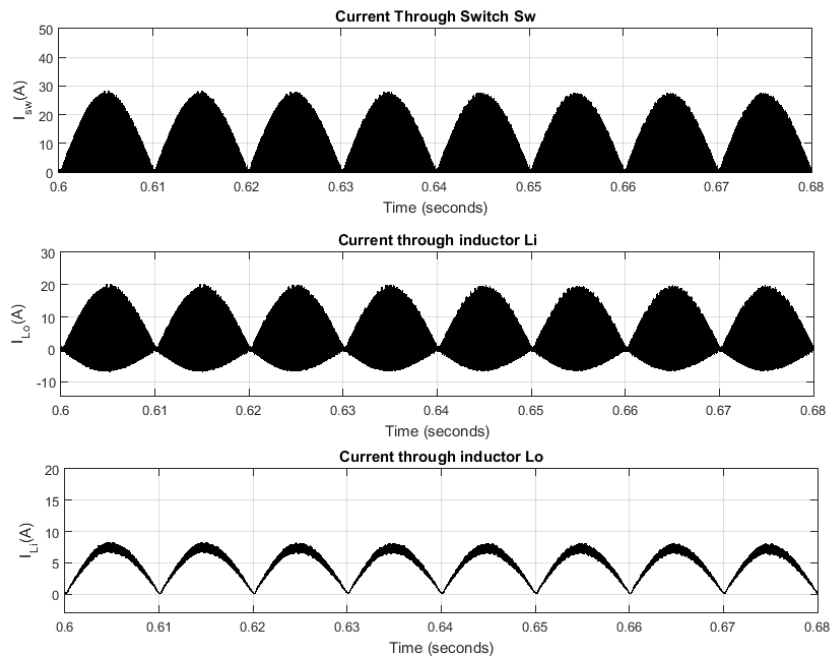 Current Through Switch Sw
50
40
30
20
10
0
I_sw(A)
0.6 0.61 0.62 0.63 0.64 0.65 0.66 0.67 0.68
Time (seconds)
Current through inductor Li
30
20
10
0
-10
I_Lo(A)
0.6 0.61 0.62 0.63 0.64 0.65 0.66 0.67 0.68
Time (seconds)
Current through inductor Lo
20
15
10
5
0
I_Li(A)
0.6 0.61 0.62 0.63 0.64 0.65 0.66 0.67 0.68
Time (seconds)